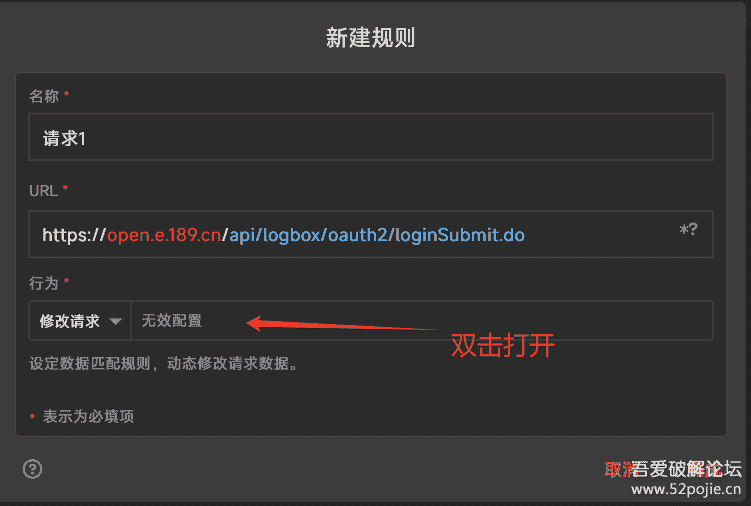 新建规则
名称 *
请求1
URL *
https://open.e.189.cn/api/logbox/oauth2/loginSubmit.do *?
行为 *
修改请求 无效配置
双击打开
设定数据匹配规则，动态修改请求数据。
* 表示为必填项
? 取消 吾爱破解论坛
www.52pojie.cn